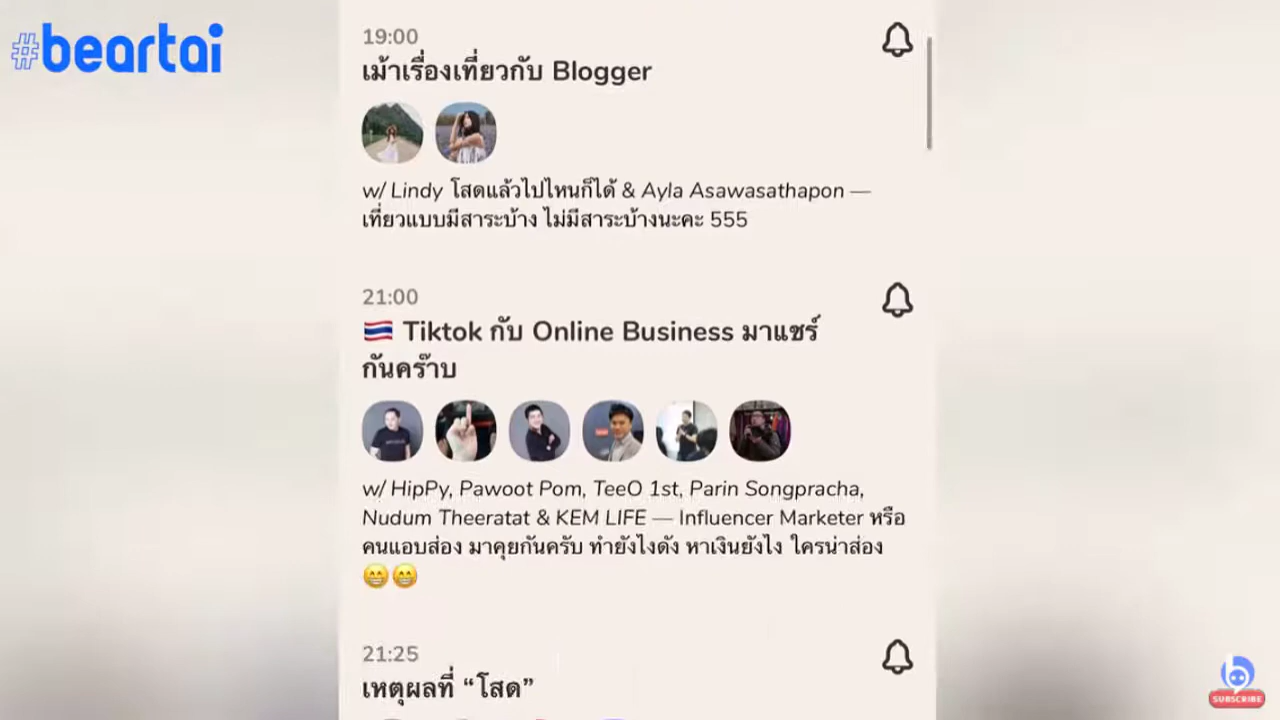 #beartai
19:00
เม้าเรื่องเที่ยวกับ Blogger
w/ Lindy โสดแล้วไปไหนก็ได้ & Ayla Asawasathapon —
เที่ยวแบบมีสาระบ้าง ไม่มีสาระบ้างนะคะ 555
21:00
🇹🇭 Tiktok กับ Online Business มาแชร์
กันคร๊าบ
w/ HipPy, Pawoot Pom, TeeO 1st, Parin Songpracha,
Nudum Theeratat & KEM LIFE — Influencer Marketer หรือ
คนแอบส่อง มาคุยกันครับ ทำยังไงดัง หาเงินยังไง ใครน่าส่อง
😁😁
21:25
เหตุผลที่ “โสด”
SUBSCRIBE